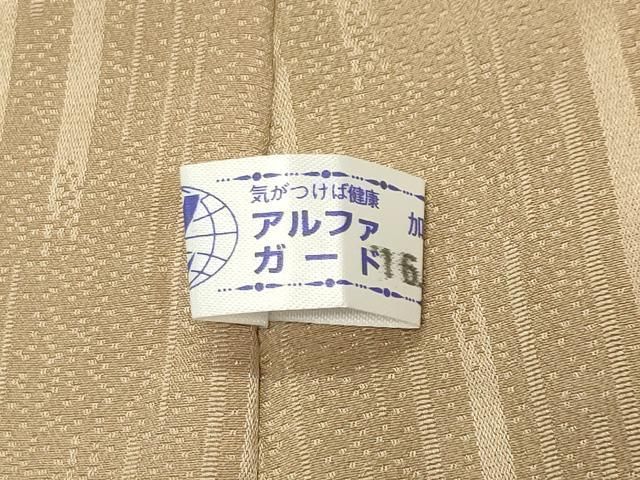 気がつけば健康
アルファ 加
ガード '16.